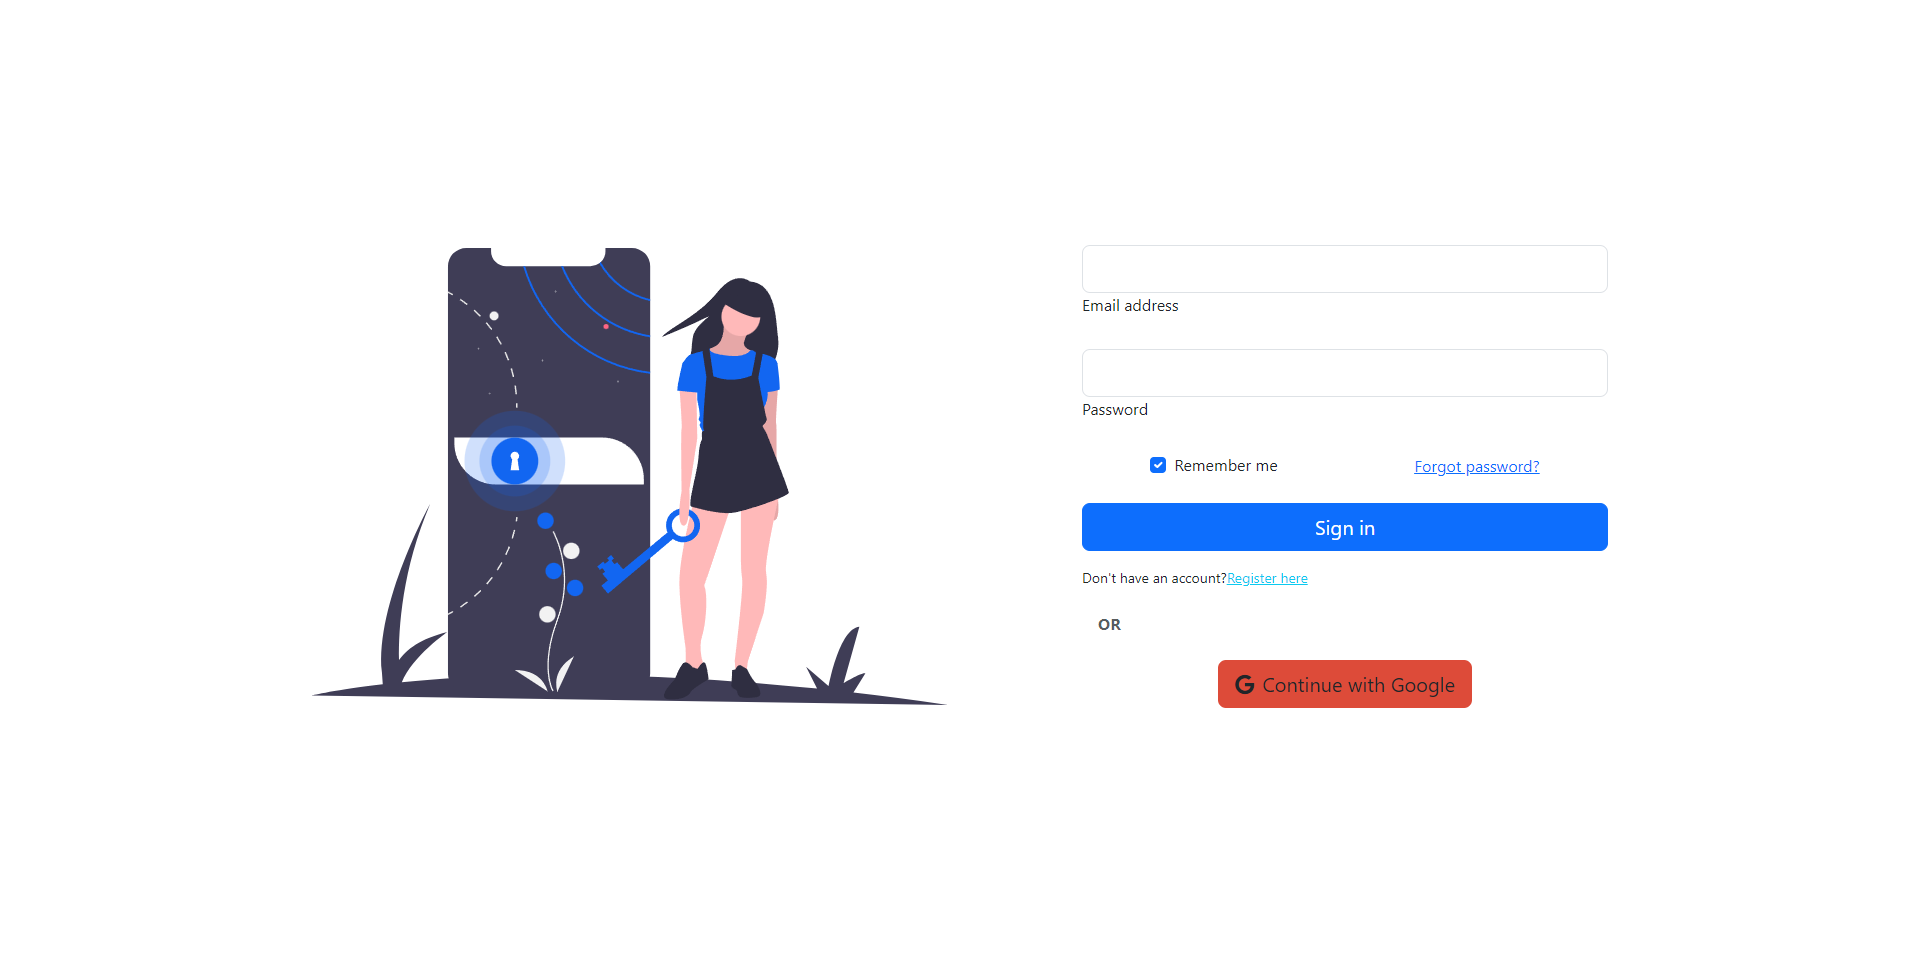 Email address
Password
Remember me
Forgot password?
Sign in
Don't have an account?Register here
OR
Continue with Google